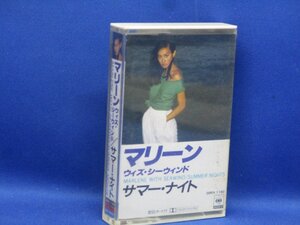 マリーン
ウィズ・シーウィンド
MARLENE WITH SEAWIND/SUMMER NIGHTS
サマー・ナイト
マリーン ウィズ・シーウィンド/サマー・ナイト